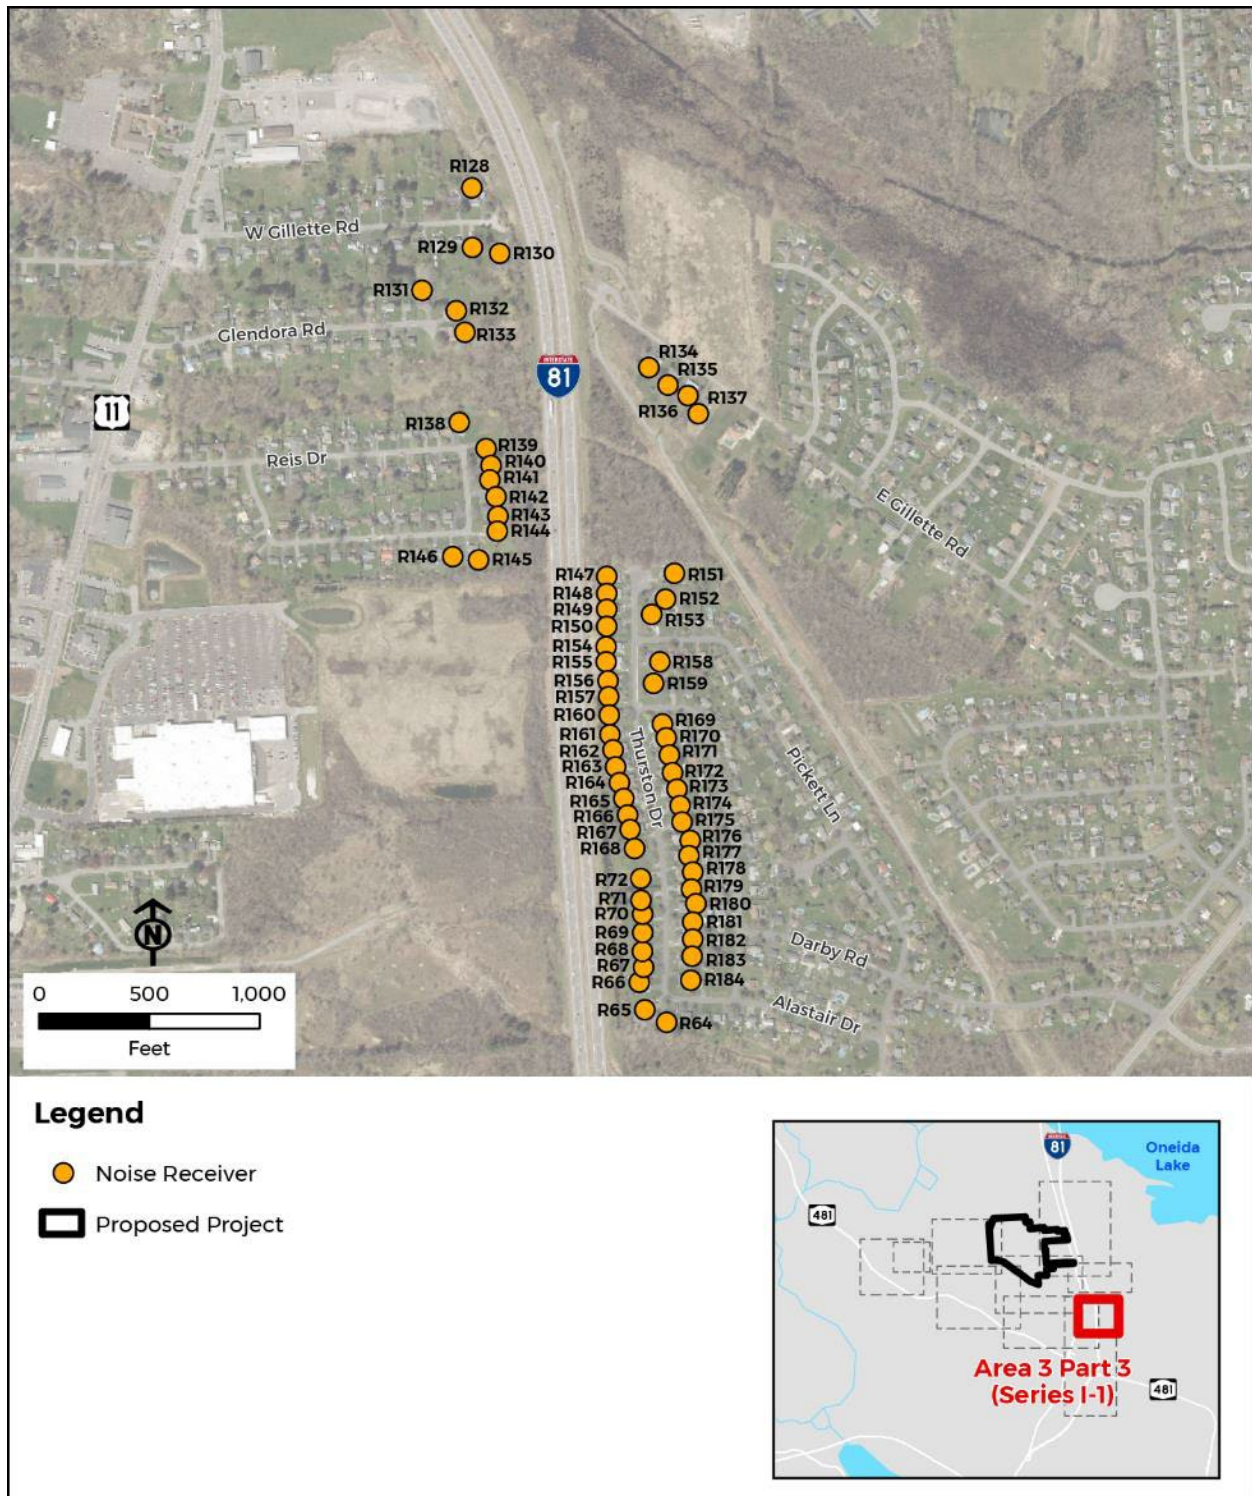 R128
W Gillette Rd
R129
R130
R131
R132
Glendora Rd
R133
R134
INTERSTATE
81
R135
11
R136
R137
R138
R139
Reis Dr
R140
R141
R142
R143
R144
E Gillette Rd
R146
R145
R147
R151
R148
R152
R149
R153
R150
R154
R155
R158
R156
R159
R157
R160
R169
R161
R170
R162
Thurston Dr
R171
R163
R172
Pickett Ln
R164
R173
R165
R174
R166
R175
R167
R176
R168
R177
R178
R72
R179
R71
R180
R70
R181
R69
R182
Darby Rd
R68
R183
R67
R66
R184
R65
R64
Alastair Dr
N
0 500 1,000
Feet
Legend
Noise Receiver
Proposed Project
81
Oneida
Lake
481
Area 3 Part 3
(Series I-1)
481